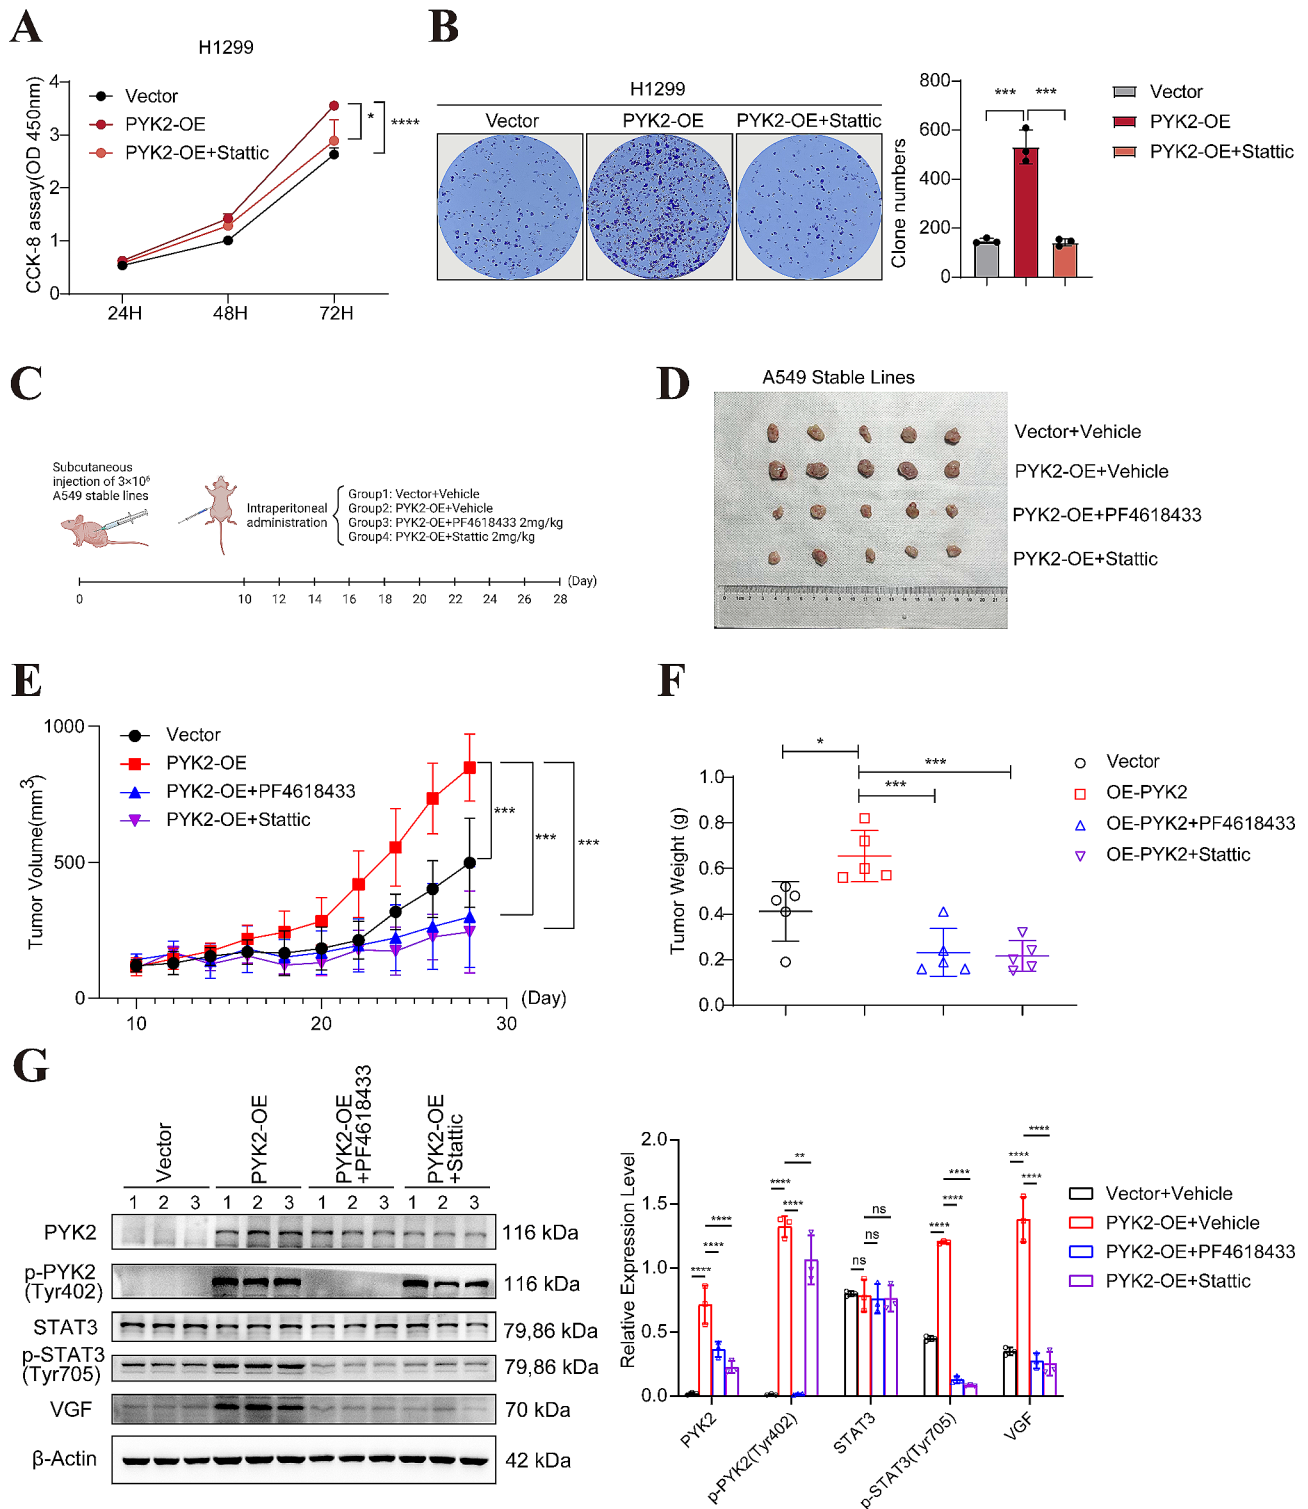 A
H1299
CCK-8 assay(OD 450nm)
4
3
2
1
0
Vector
PYK2-OE
PYK2-OE+Stattic
*
****
24H
48H
72H
B
H1299
Vector
PYK2-OE
PYK2-OE+Stattic
Clone numbers
800
600
400
200
0
***
***
Vector
PYK2-OE
PYK2-OE+Stattic
C
Subcutaneous
injection of 3×10⁶
A549 stable lines
Intraperitoneal
administration
Group1: Vector+Vehicle
Group2: PYK2-OE+Vehicle
Group3: PYK2-OE+PF4618433 2mg/kg
Group4: PYK2-OE+Stattic 2mg/kg
0
10
12
14
16
18
20
22
24
26
28
(Day)
D
A549 Stable Lines
Vector+Vehicle
PYK2-OE+Vehicle
PYK2-OE+PF4618433
PYK2-OE+Stattic
E
Tumor Volume(mm³)
1000
500
0
Vector
PYK2-OE
PYK2-OE+PF4618433
PYK2-OE+Stattic
***
***
***
10
20
30
(Day)
F
Tumor Weight (g)
1.0
0.8
0.6
0.4
0.2
0.0
*
***
***
Vector
OE-PYK2
OE-PYK2+PF4618433
OE-PYK2+Stattic
G
Vector
PYK2-OE
PYK2-OE
+PF4618433
PYK2-OE
+Stattic
1 2 3 1 2 3 1 2 3 1 2 3
PYK2
116 kDa
p-PYK2
(Tyr402)
116 kDa
STAT3
79,86 kDa
p-STAT3
(Tyr705)
79,86 kDa
VGF
70 kDa
β-Actin
42 kDa
Relative Expression Level
2.0
1.5
1.0
0.5
0.0
****
****
****
****
****
**
ns
ns
ns
****
****
****
****
****
****
PYK2
p-PYK2(Tyr402)
STAT3
p-STAT3(Tyr705)
VGF
Vector+Vehicle
PYK2-OE+Vehicle
PYK2-OE+PF4618433
PYK2-OE+Stattic